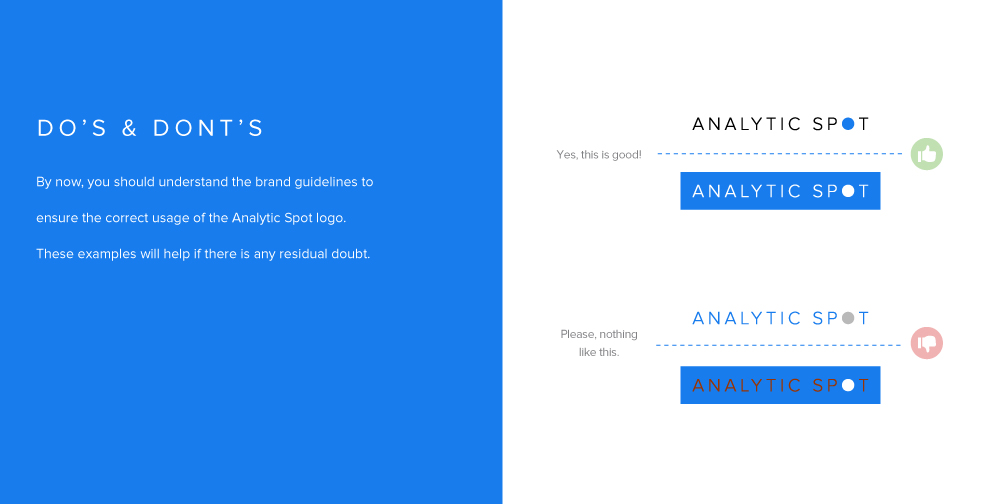 DO’S & DONT’S
By now, you should understand the brand guidelines to
ensure the correct usage of the Analytic Spot logo.
These examples will help if there is any residual doubt.
ANALYTIC SPOT
Yes, this is good!
ANALYTIC SPOT
ANALYTIC SPOT
Please, nothing
like this.
ANALYTIC SPOT